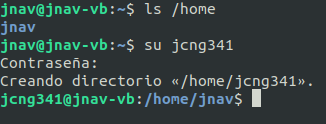 jnav@jnav-vb:~$ ls /home
jnav
jnav@jnav-vb:~$ su jcng341
Contraseña:
Creando directorio «/home/jcng341».
jcng341@jnav-vb:/home/jnav$